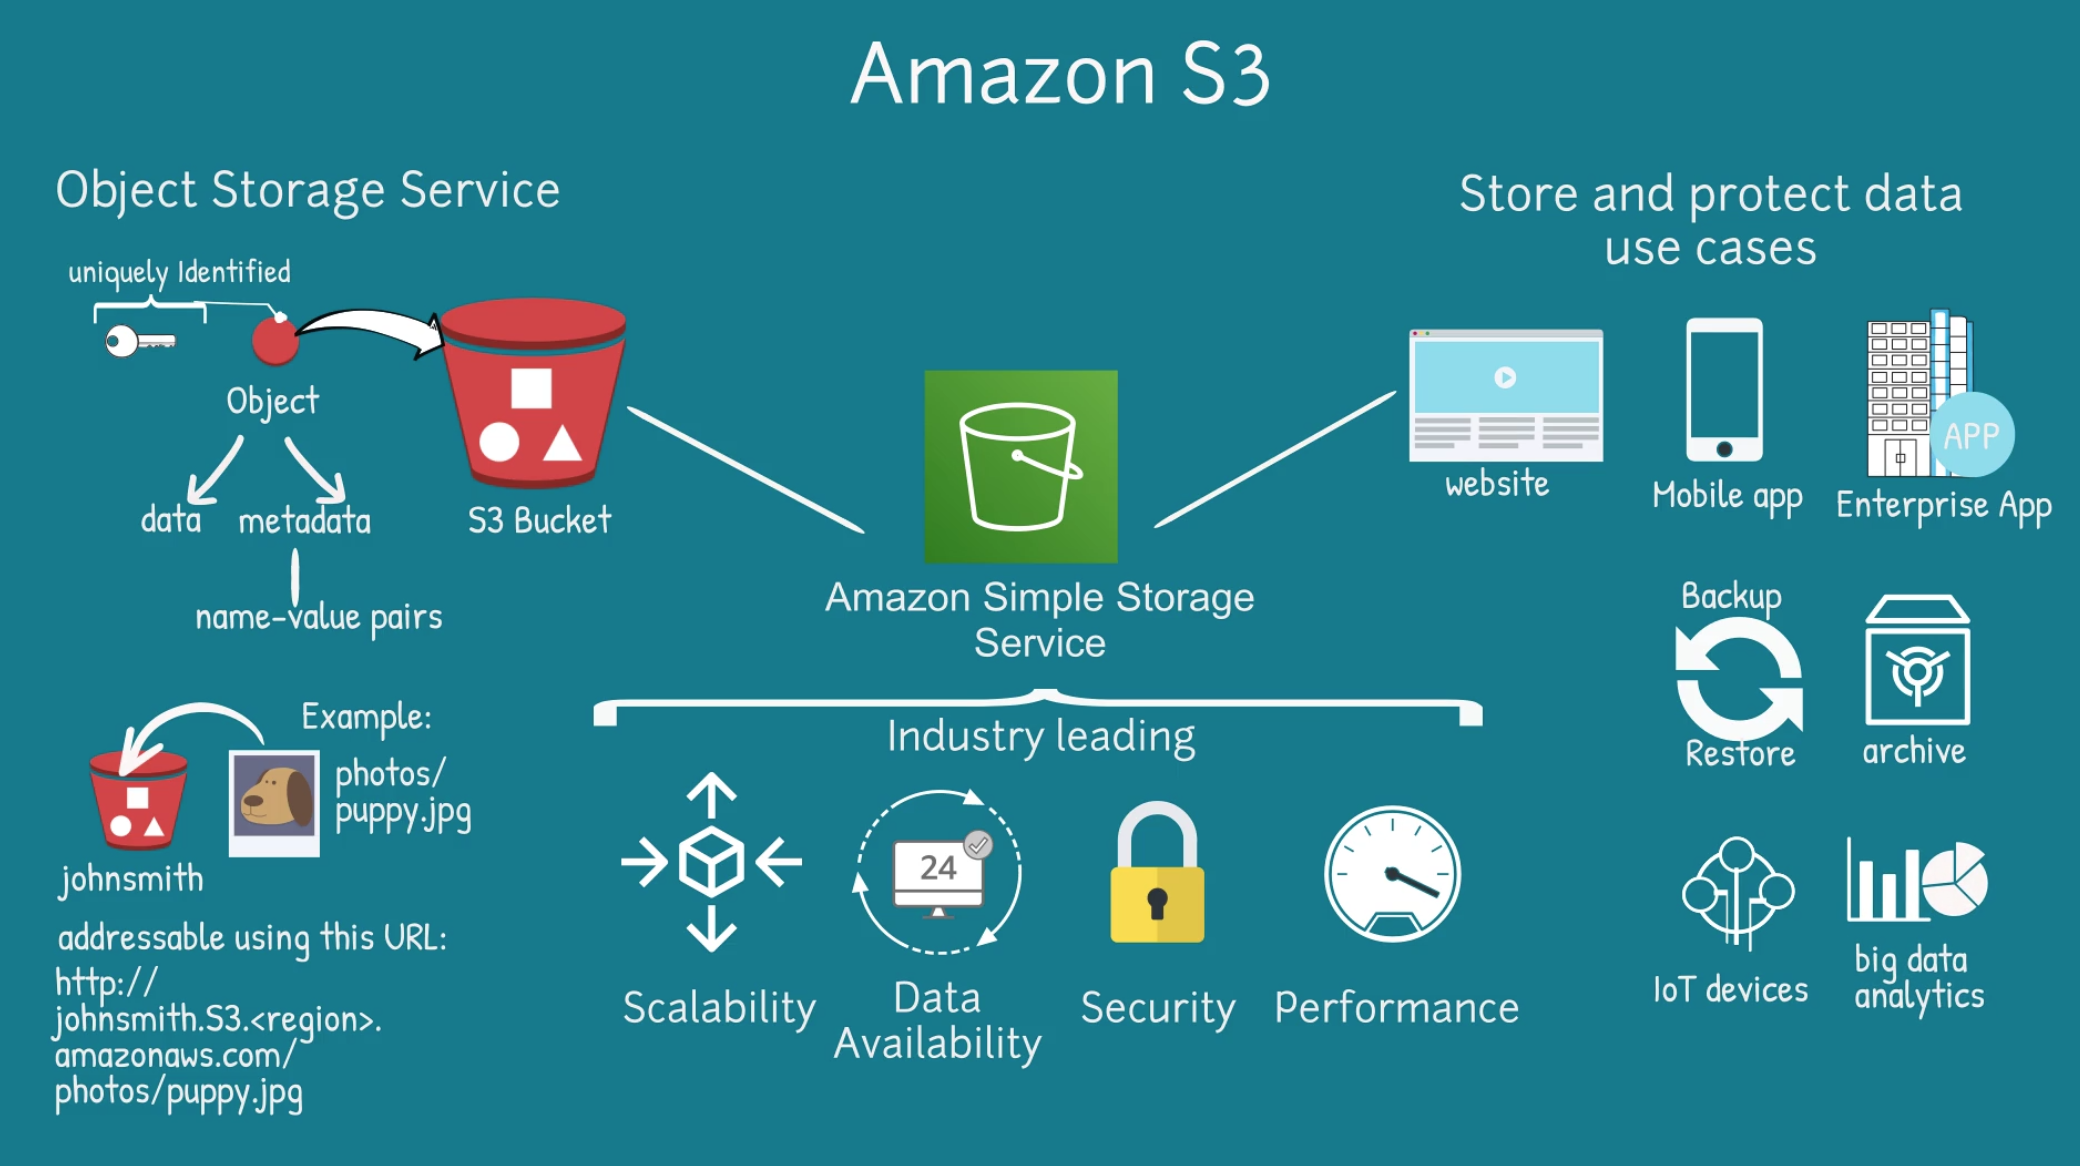 Amazon S3
Object Storage Service
uniquely Identified
Object
data
metadata
name-value pairs
S3 Bucket
Example:
photos/
puppy.jpg
johnsmith
addressable using this URL:
http://
johnsmith.S3.<region>.
amazonaws.com/
photos/puppy.jpg
Amazon Simple Storage
Service
Industry leading
24
Scalability
Data
Availability
Security
Performance
Store and protect data
use cases
website
Mobile app
APP
Enterprise App
Backup
Restore
archive
IoT devices
big data
analytics